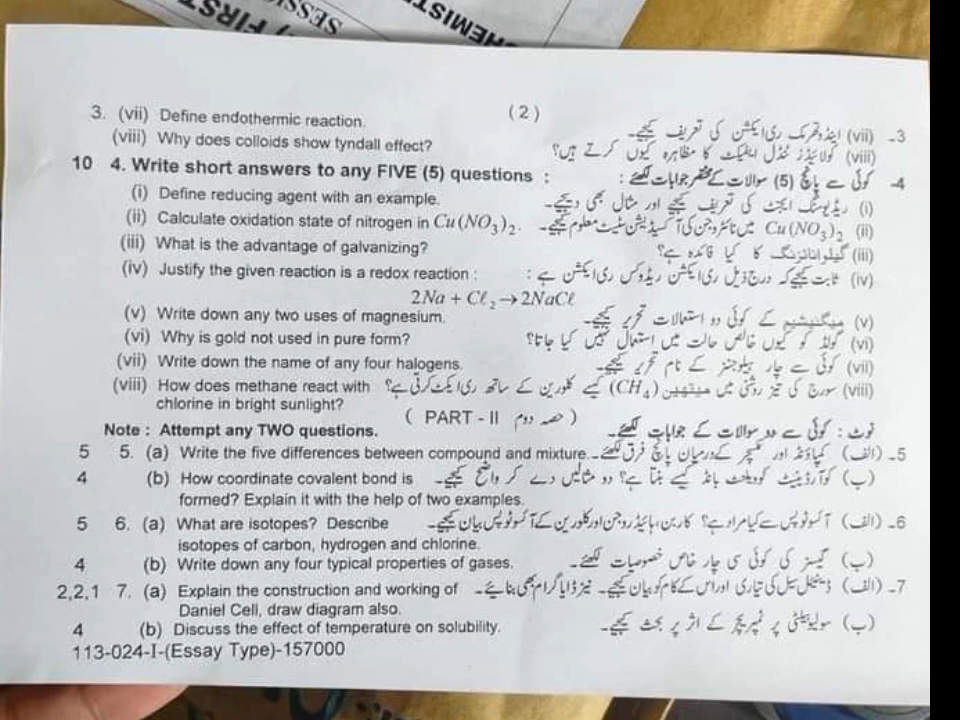 CHEMIST
FIRST
SESS
(2)
3. (vii) Define endothermic reaction.
3- (vii) اینڈوتھرمک ری ایکشن کی تعریف کیجیے۔
(viii) Why does colloids show tyndall effect?
(viii) کولائیڈز ٹنڈل ایفیکٹ کا مظاہرہ کیوں کرتے ہیں؟
10 4. Write short answers to any FIVE (5) questions :
4- کوئی سے پانچ (5) سوالات کے مختصر جوابات لکھئے :
(i) Define reducing agent with an example.
(i) ریڈیوسنگ ایجنٹ کی تعریف کیجیے اور مثال بھی دیجیے۔
(ii) Calculate oxidation state of nitrogen in Cu(NO₃)₂.
(ii) Cu(NO₃)₂ میں نائٹروجن کی آکسیڈیشن سٹیٹ معلوم کیجیے۔
(iii) What is the advantage of galvanizing?
(iii) گیلوانائزنگ کا کیا فائدہ ہے؟
(iv) Justify the given reaction is a redox reaction :
(iv) ثابت کیجیے کہ درج ذیل ری ایکشن ریڈوکس ری ایکشن ہے :
2Na + Cℓ₂ → 2NaCℓ
(v) Write down any two uses of magnesium.
(v) میگنیشیم کے کوئی دو استعمالات تحریر کیجیے۔
(vi) Why is gold not used in pure form?
(vi) گولڈ کو کیوں خالص حالت میں استعمال نہیں کیا جاتا؟
(vii) Write down the name of any four halogens.
(vii) کوئی سے چار ہیلوجنز کے نام تحریر کیجیے۔
(viii) How does methane react with
chlorine in bright sunlight?
(viii) سورج کی تیز روشنی میں میتھین (CH₄) کیسے کلورین کے ساتھ ری ایکٹ کرتی ہے؟
( PART - II حصہ دوم )
Note : Attempt any TWO questions.
نوٹ : کوئی سے دو سوالات کے جوابات لکھئے۔
5 5. (a) Write the five differences between compound and mixture.
5- (الف) کمپاؤنڈ اور مکسچر کے درمیان پانچ فرق لکھئے۔
4 (b) How coordinate covalent bond is
formed? Explain it with the help of two examples.
(ب) کوآرڈینیٹ کوویلنٹ بانڈ کیسے بنتا ہے؟ دو مثالیں دے کر واضح کیجیے۔
5 6. (a) What are isotopes? Describe
isotopes of carbon, hydrogen and chlorine.
6- (الف) آئسوٹوپس سے کیا مراد ہے؟ کاربن، ہائیڈروجن اور کلورین کے آئسوٹوپس بیان کیجیے۔
4 (b) Write down any four typical properties of gases.
(ب) گیسز کی کوئی سی چار خاص خصوصیات لکھئے۔
2,2,1 7. (a) Explain the construction and working of
Daniel Cell, draw diagram also.
7- (الف) ڈینیئل سیل کی تیاری اور اس کے کام کو بیان کیجیے۔ نیز ڈایاگرام بھی بنائیے۔
4 (b) Discuss the effect of temperature on solubility.
(ب) سولیوبیلٹی پر ٹمپریچر کے اثر پر بحث کیجیے۔
113-024-I-(Essay Type)-157000